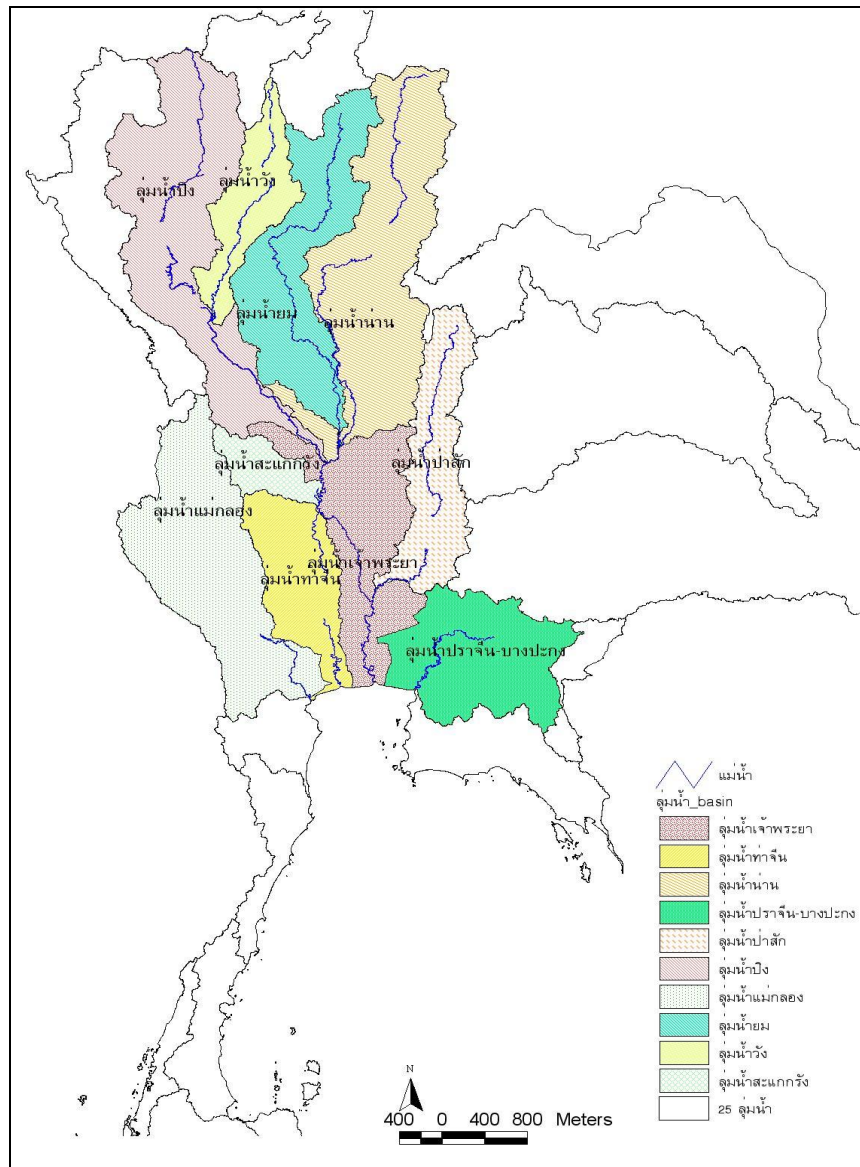 ลุ่มน้ำปิง
ลุ่มน้ำวัง
ลุ่มน้ำยม
ลุ่มน้ำน่าน
ลุ่มน้ำสะแกกรัง
ลุ่มน้ำป่าสัก
ลุ่มน้ำแม่กลอง
ลุ่มน้ำเจ้าพระยา
ลุ่มน้ำท่าจีน
ลุ่มน้ำปราจีน-บางปะกง
แม่น้ำ
ลุ่มน้ำ_basin
ลุ่มน้ำเจ้าพระยา
ลุ่มน้ำท่าจีน
ลุ่มน้ำน่าน
ลุ่มน้ำปราจีน-บางปะกง
ลุ่มน้ำป่าสัก
ลุ่มน้ำปิง
ลุ่มน้ำแม่กลอง
ลุ่มน้ำยม
ลุ่มน้ำวัง
ลุ่มน้ำสะแกกรัง
25 ลุ่มน้ำ
N
400 0 400 800 Meters